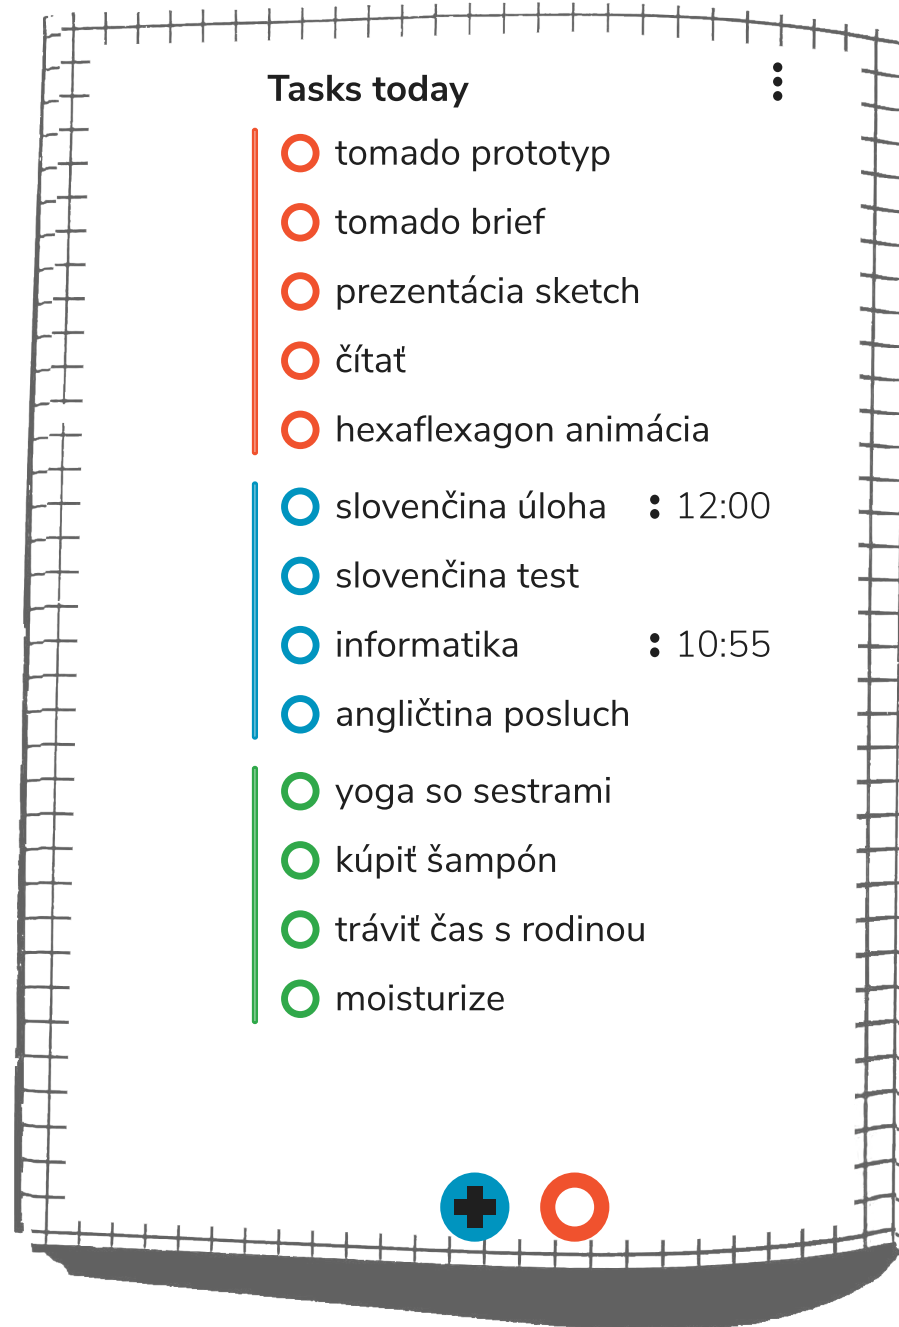 Tasks today
tomado prototyp
tomado brief
prezentácia sketch
čítať
hexaflexagon animácia
slovenčina úloha 12:00
slovenčina test
informatika 10:55
angličtina posluch
yoga so sestrami
kúpiť šampón
tráviť čas s rodinou
moisturize